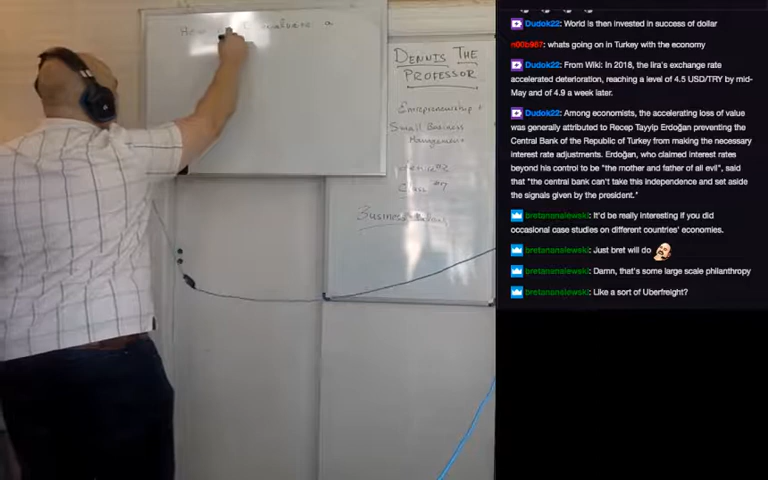 How evaluate a
DENNIS THE
PROFESSOR
Entrepreneurship +
Small Business
Management
Class #7
Business
Dudok22: World is then invested in success of dollar
n00b987: whats going on in Turkey with the economy
Dudok22: From Wiki: In 2018, the lira's exchange rate
accelerated deterioration, reaching a level of 4.5 USD/TRY by mid-
May and of 4.9 a week later.
Dudok22: Among economists, the accelerating loss of value
was generally attributed to Recep Tayyip Erdoğan preventing the
Central Bank of the Republic of Turkey from making the necessary
interest rate adjustments. Erdoğan, who claimed interest rates
beyond his control to be "the mother and father of all evil", said
that "the central bank can't take this independence and set aside
the signals given by the president."
bretananalewski: It'd be really interesting if you did
occasional case studies on different countries' economies.
bretananalewski: Just bret will do
bretananalewski: Damn, that's some large scale philanthropy
bretananalewski: Like a sort of Uberfreight?